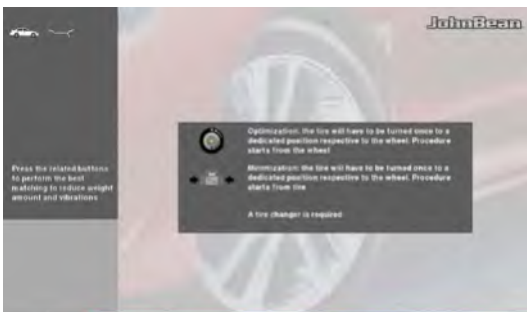 JohnBean
Optimization: the tire will have to be turned once to a
dedicated position respective to the wheel. Procedure
starts from the wheel
Minimization: the tire will have to be turned once to a
dedicated position respective to the wheel. Procedure
starts from tire
A tire changer is required
Press the related buttons
to perform the best
matching to reduce weight
amount and vibrations